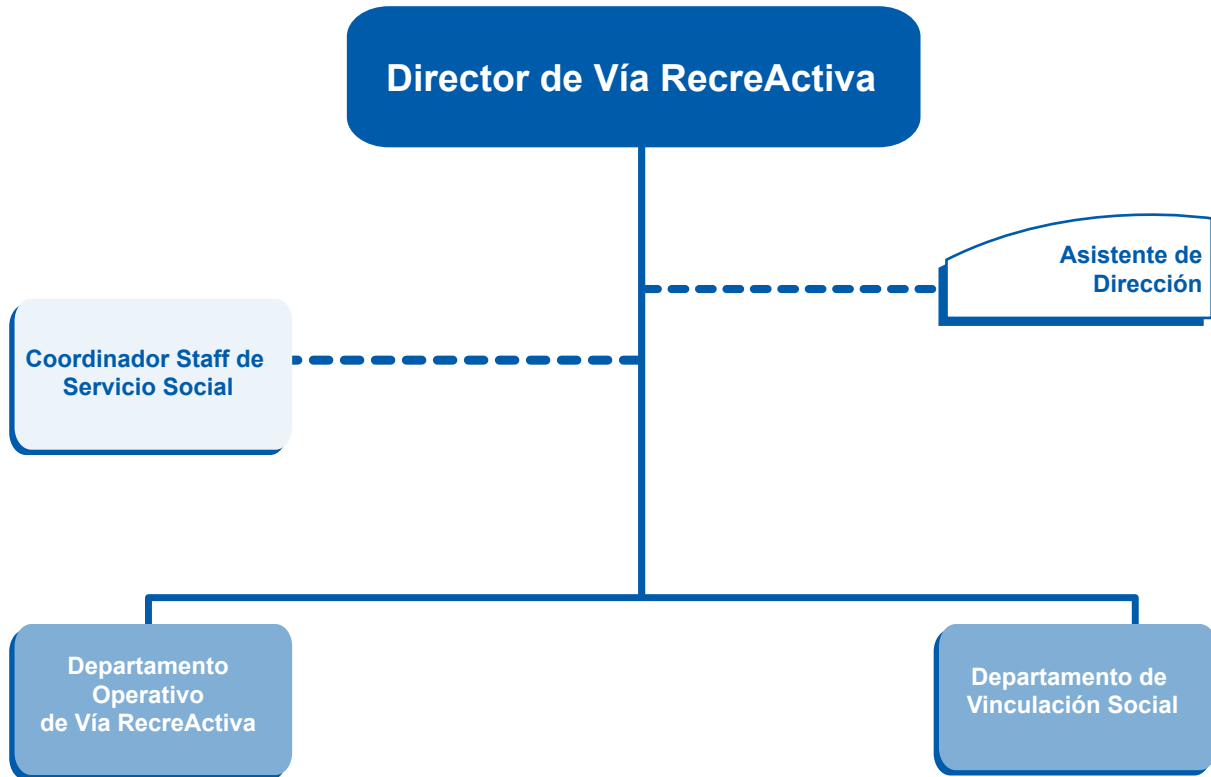 Director de Vía RecreActiva
Asistente de
Dirección
Coordinador Staff de
Servicio Social
Departamento
Operativo
de Vía RecreActiva
Departamento de
Vinculación Social